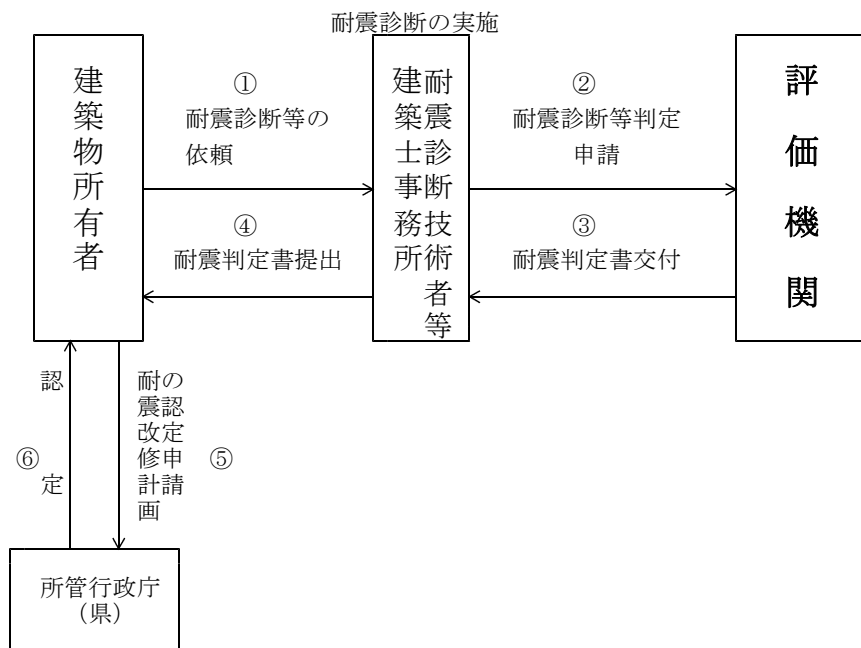 耐震診断の実施
建築物所有者
①
耐震診断等の
依頼
④
耐震判定書提出
耐震診断技術者等
建築士事務所
②
耐震診断等判定
申請
③
耐震判定書交付
評価機関
認定
⑥
耐震改修計画
の認定申請
⑤
所管行政庁
（県）